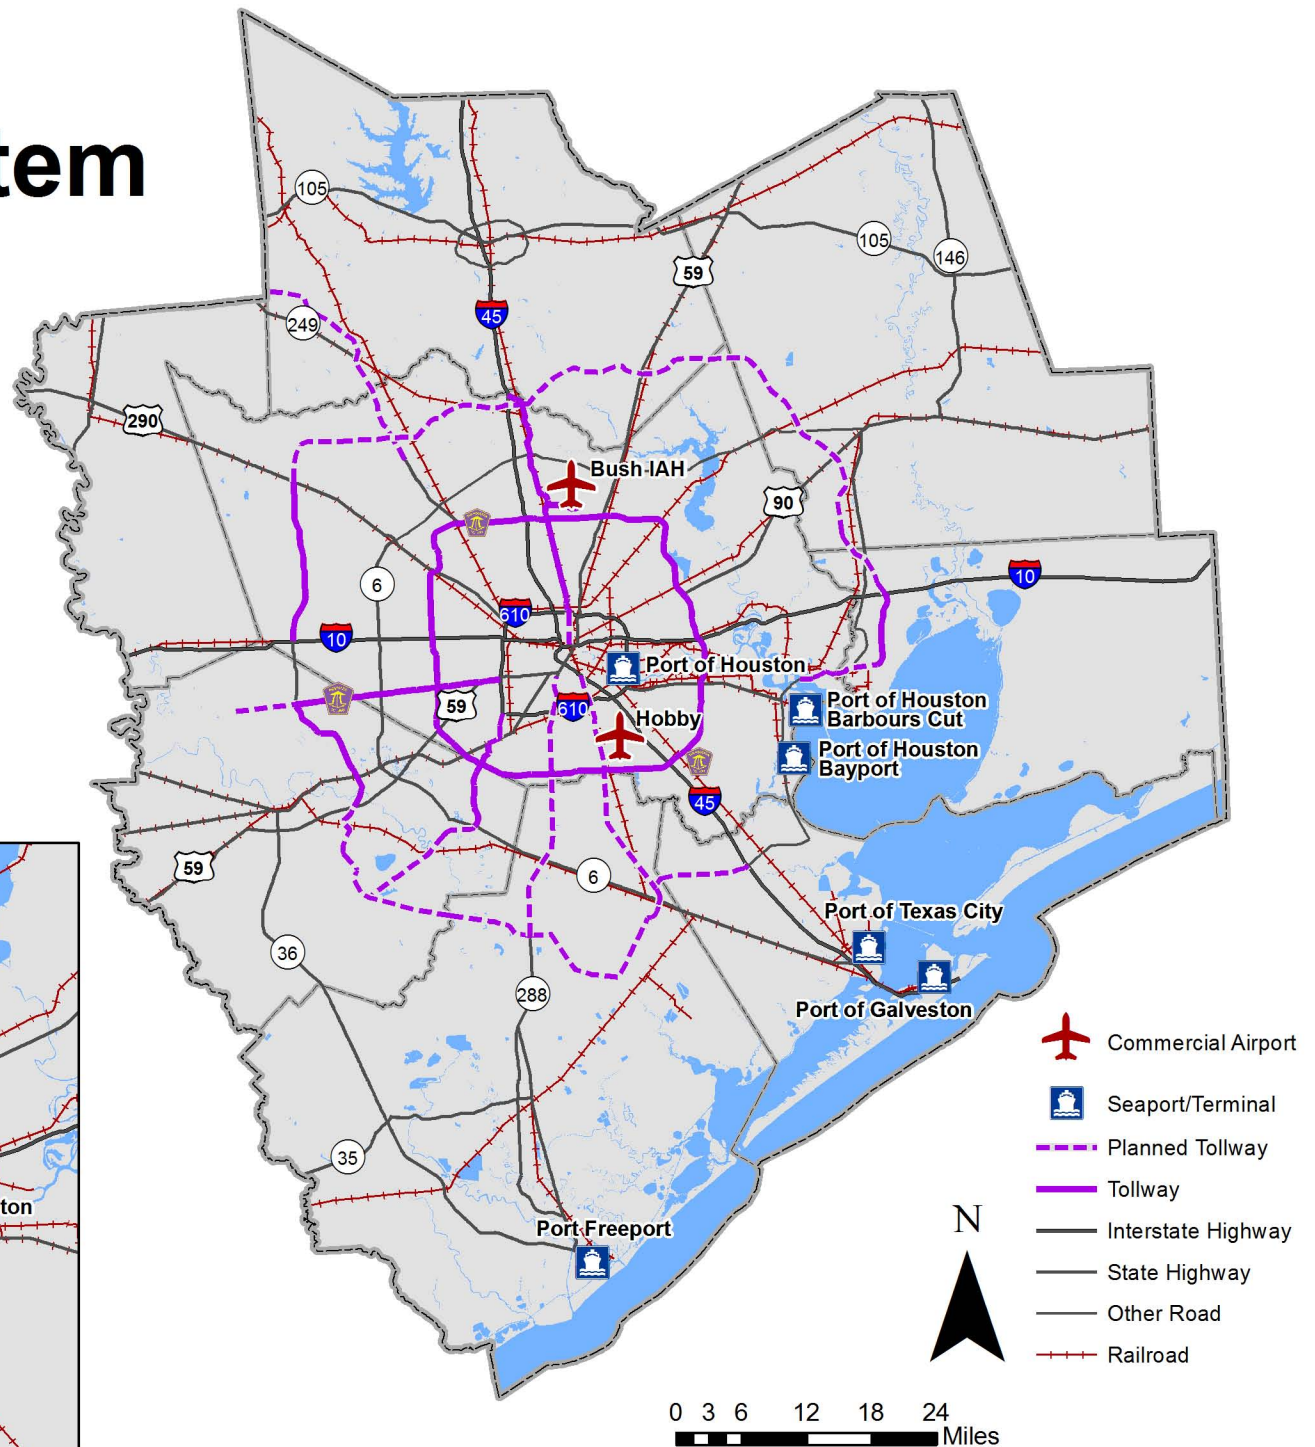 tem
105
105
146
59
45
249
290
Bush IAH
90
6
10
610
10
Port of Houston
59
610
Hobby
Port of Houston
Barbours Cut
Port of Houston
Bayport
45
59
6
Port of Texas City
36
288
Port of Galveston
35
Port Freeport
ton
Commercial Airport
Seaport/Terminal
Planned Tollway
Tollway
Interstate Highway
State Highway
Other Road
Railroad
N
0 3 6 12 18 24
Miles